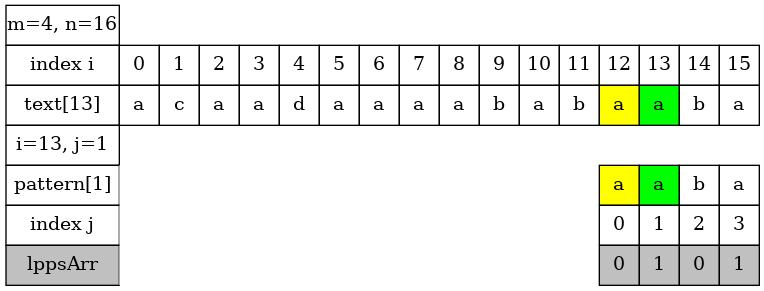 m=4, n=16
index i 0 1 2 3 4 5 6 7 8 9 10 11 12 13 14 15
text[13] a c a a d a a a a b a b a a b a
i=13, j=1
pattern[1] a a b a
index j 0 1 2 3
lppsArr 0 1 0 1